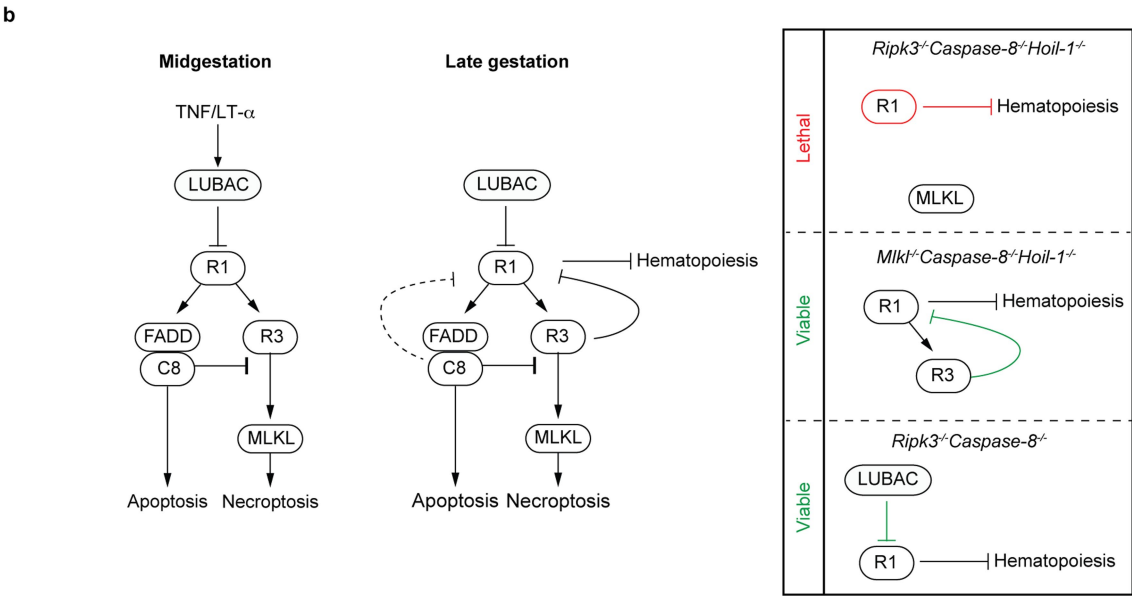 b
Midgestation
TNF/LT-α
LUBAC
R1
FADD
R3
C8
MLKL
Apoptosis
Necroptosis
Late gestation
LUBAC
R1
Hematopoiesis
FADD
R3
C8
MLKL
Apoptosis
Necroptosis
Lethal
Ripk3-/-Caspase-8-/-Hoil-1-/-
R1
Hematopoiesis
MLKL
Viable
Mlkl-/-Caspase-8-/-Hoil-1-/-
R1
Hematopoiesis
R3
Viable
Ripk3-/-Caspase-8-/-
LUBAC
R1
Hematopoiesis